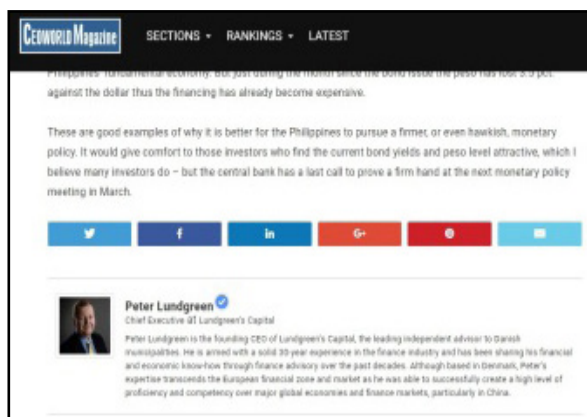 CEOWORLD Magazine SECTIONS RANKINGS LATEST
Philippines' fundamental economy. But just during the month since the bond issue the peso has lost 3.5 pct.
against the dollar thus the financing has already become expensive.
These are good examples of why it is better for the Philippines to pursue a firmer, or even hawkish, monetary
policy. It would give comfort to those investors who find the current bond yields and peso level attractive, which I
believe many investors do – but the central bank has a last call to prove a firm hand at the next monetary policy
meeting in March.
f in G+
Peter Lundgreen
Chief Executive at Lundgreen's Capital
Peter Lundgreen is the founding CEO of Lundgreen's Capital, the leading independent advisor to Danish
municipalities. He is armed with a solid 30-year experience in the finance industry and has been sharing his financial
and economic know-how through finance advisory over the past decades. Although based in Denmark, Peter's
expertise transcends the European financial zone and market as he was able to successfully create a high level of
proficiency and competency over major global economies and finance markets, particularly in China.